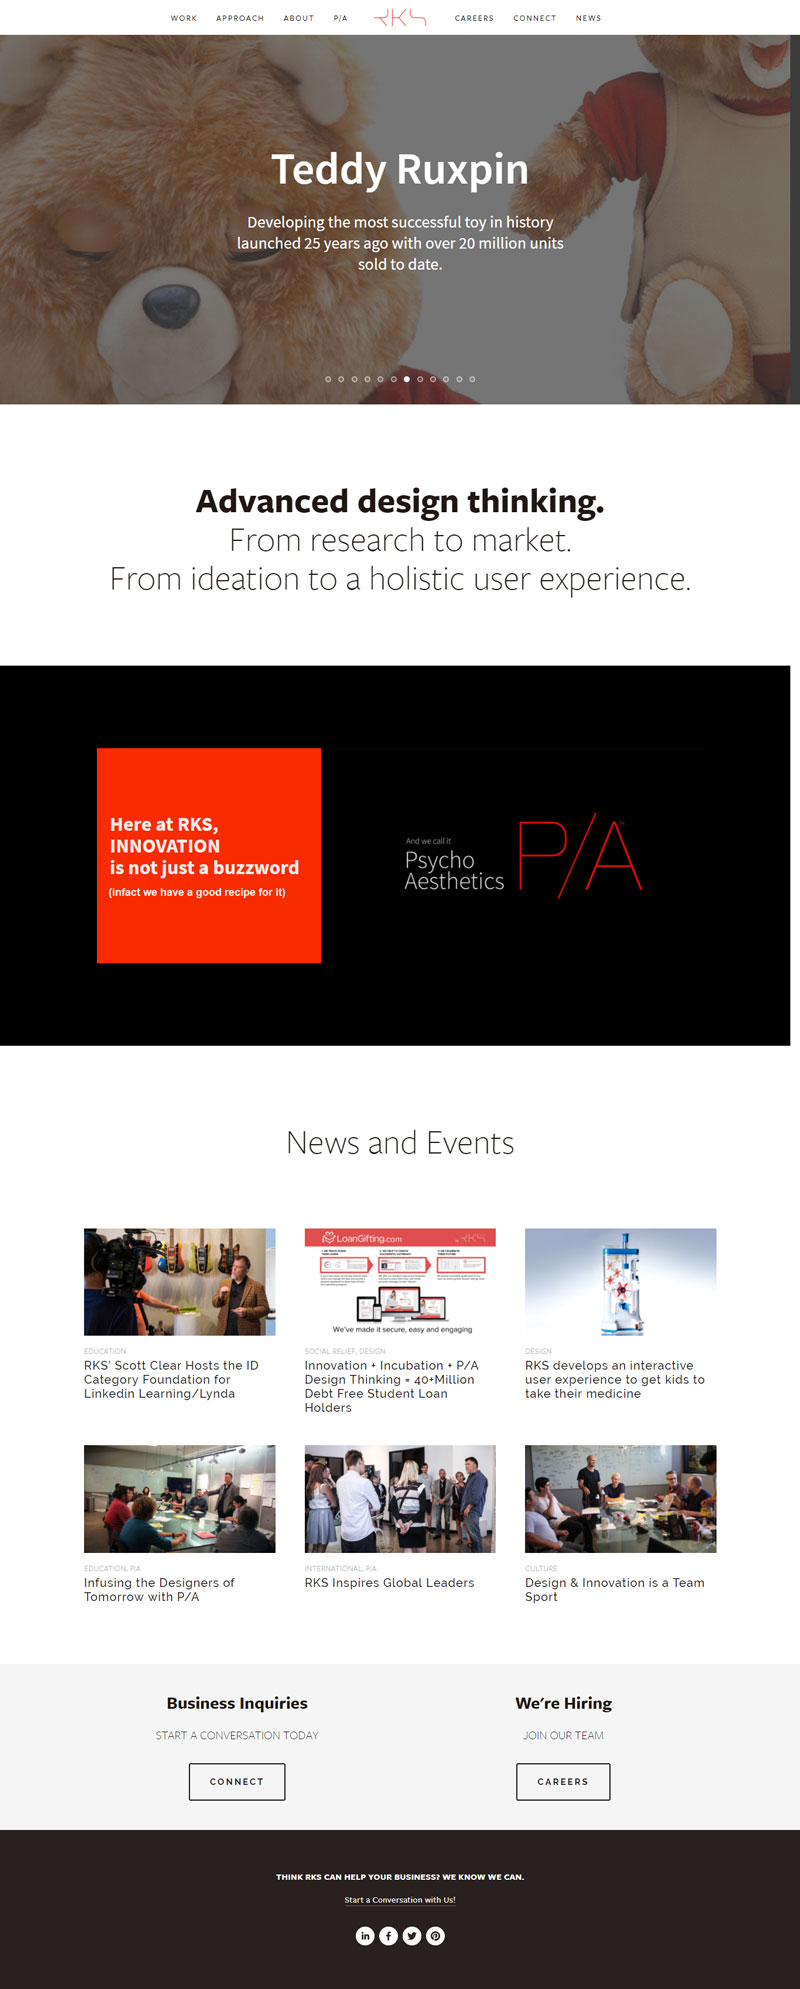 WORK APPROACH ABOUT P/A RKS CAREERS CONNECT NEWS
Teddy Ruxpin
Developing the most successful toy in history
launched 25 years ago with over 20 million units
sold to date.
Advanced design thinking.
From research to market.
From ideation to a holistic user experience.
Here at RKS,
INNOVATION
is not just a buzzword
(infact we have a good recipe for it)
And we call it
Psycho
Aesthetics
P/A
News and Events
EDUCATION
RKS' Scott Clear Hosts the ID
Category Foundation for
Linkedin Learning/Lynda
LoanGifting.com
by RKS
We've made it secure, easy and engaging
SOCIAL RELIEF, DESIGN
Innovation + Incubation + P/A
Design Thinking = 40+Million
Debt Free Student Loan
Holders
DESIGN
RKS develops an interactive
user experience to get kids to
take their medicine
EDUCATION, P/A
Infusing the Designers of
Tomorrow with P/A
INTERNATIONAL, P/A
RKS Inspires Global Leaders
CULTURE
Design & Innovation is a Team
Sport
Business Inquiries
START A CONVERSATION TODAY
CONNECT
We're Hiring
JOIN OUR TEAM
CAREERS
THINK RKS CAN HELP YOUR BUSINESS? WE KNOW WE CAN.
Start a Conversation with Us!